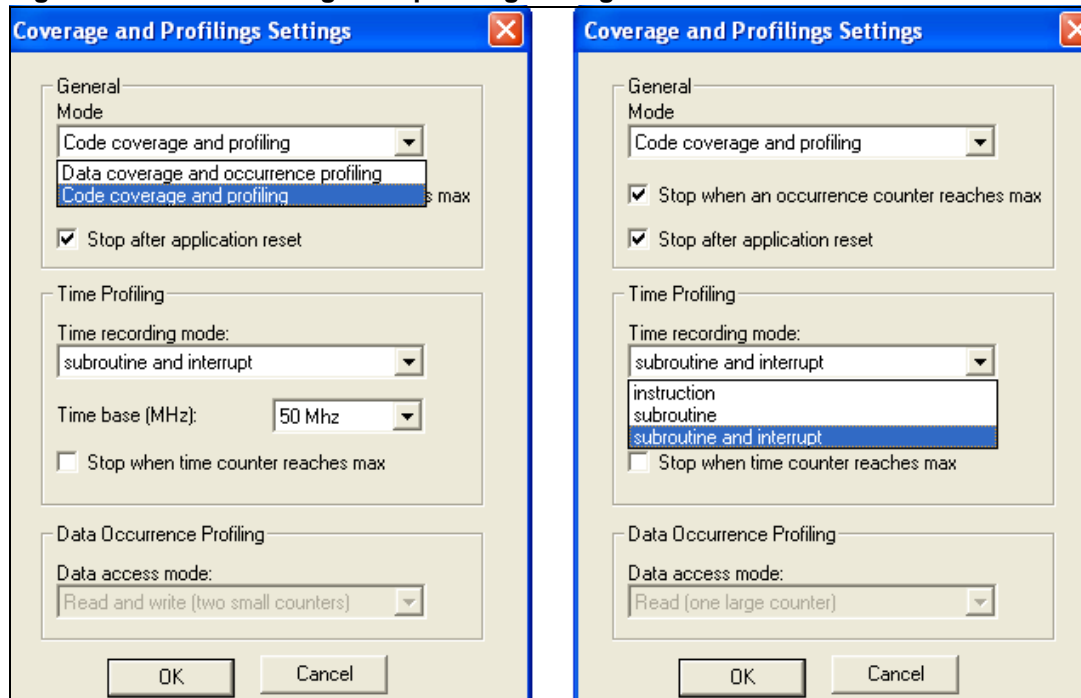 Coverage and Profilings Settings
General
Mode
Code coverage and profiling
Data coverage and occurrence profiling
Code coverage and profiling
s max
Stop after application reset
Time Profiling
Time recording mode:
subroutine and interrupt
Time base (MHz):
50 Mhz
Stop when time counter reaches max
Data Occurrence Profiling
Data access mode:
Read and write (two small counters)
OK
Cancel
Coverage and Profilings Settings
General
Mode
Code coverage and profiling
Stop when an occurrence counter reaches max
Stop after application reset
Time Profiling
Time recording mode:
subroutine and interrupt
instruction
subroutine
subroutine and interrupt
Stop when time counter reaches max
Data Occurrence Profiling
Data access mode:
Read (one large counter)
OK
Cancel